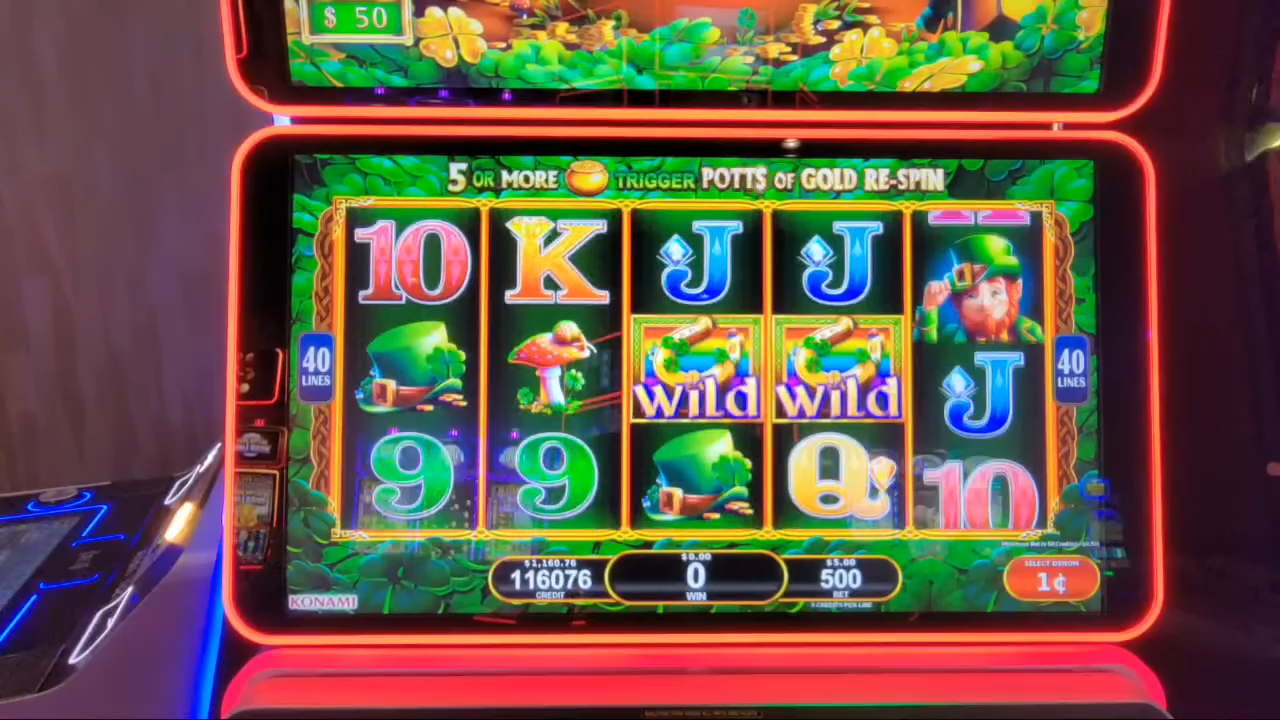 $ 50
5 OR MORE TRIGGER POTTS OF GOLD RE-SPIN
10 K J J
40 LINES
WILD WILD
J
40 LINES
9 9 Q 10
$1,160.76
116076
CREDIT
$0.00
0
WIN
$5.00
500
BET
SELECT DENOM
1¢
KONAMI